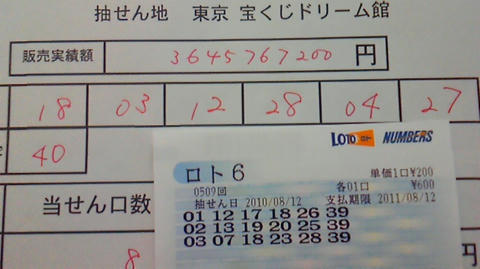 抽せん地 東京 宝くじドリーム館
販売実績額 3645767200 円
18 03 12 28 04 27
40
LOTO ロト NUMBERS
ロト6 単価1口¥200
0509回 各01口 ¥600
抽せん日 2010/08/12 支払期限 2011/08/12
01 12 17 18 26 39
02 13 19 20 25 39
03 07 18 23 28 39
当せん口数
8